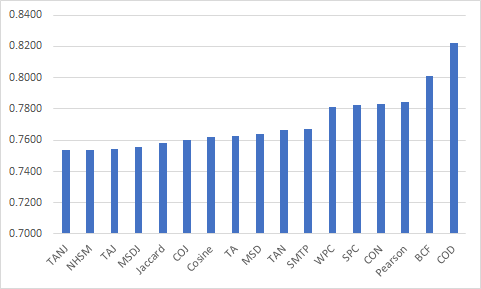 0.8400
0.8200
0.8000
0.7800
0.7600
0.7400
0.7200
0.7000
TANJ
NHSM
TAJ
MSDJ
Jaccard
COJ
Cosine
TA
MSD
TAN
SMTP
WPC
SPC
CON
Pearson
BCF
COD